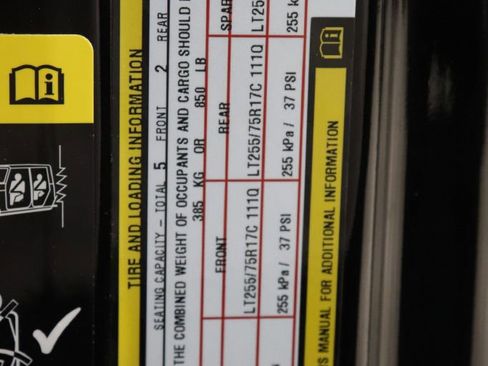 TIRE AND LOADING INFORMATION
SEATING CAPACITY - TOTAL 5 FRONT 2 REAR
THE COMBINED WEIGHT OF OCCUPANTS AND CARGO SHOULD
385 KG OR 850 LB
FRONT REAR
LT255/75R17C 111Q LT255/75R17C 111Q
255 kPa / 37 PSI 255 kPa / 37 PSI 255 k
MANUAL FOR ADDITIONAL INFORMATION